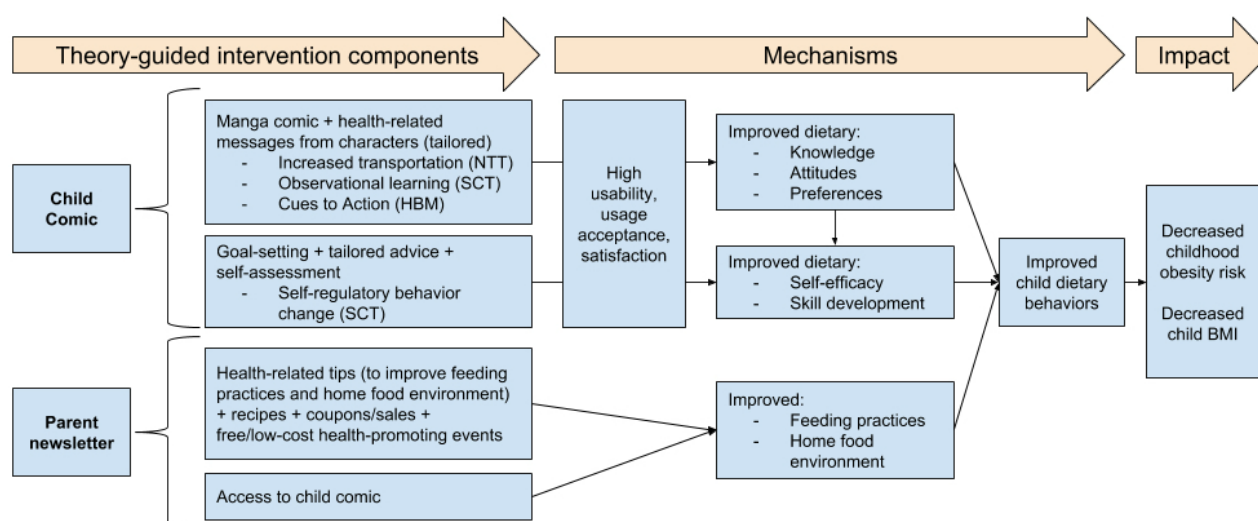 Theory-guided intervention components
Mechanisms
Impact
Child
Comic
Manga comic + health-related
messages from characters (tailored)
- Increased transportation (NTT)
- Observational learning (SCT)
- Cues to Action (HBM)
Goal-setting + tailored advice +
self-assessment
- Self-regulatory behavior
change (SCT)
High
usability,
usage
acceptance,
satisfaction
Improved dietary:
- Knowledge
- Attitudes
- Preferences
Improved dietary:
- Self-efficacy
- Skill development
Improved
child dietary
behaviors
Decreased
childhood
obesity risk
Decreased
child BMI
Parent
newsletter
Health-related tips (to improve feeding
practices and home food environment)
+ recipes + coupons/sales +
free/low-cost health-promoting events
Access to child comic
Improved:
- Feeding practices
- Home food
environment